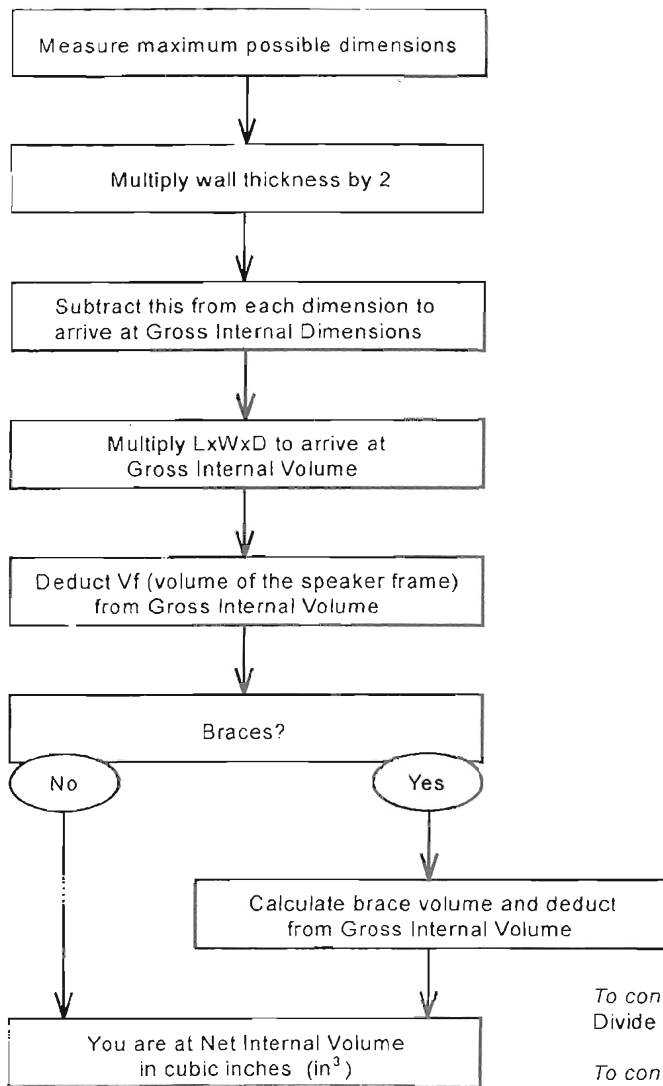 Measure maximum possible dimensions
Multiply wall thickness by 2
Subtract this from each dimension to
arrive at Gross Internal Dimensions
Multiply LxWxD to arrive at
Gross Internal Volume
Deduct Vf (volume of the speaker frame)
from Gross Internal Volume
Braces?
No
Yes
Calculate brace volume and deduct
from Gross Internal Volume
You are at Net Internal Volume
in cubic inches (in³)
To con
Divide
To con